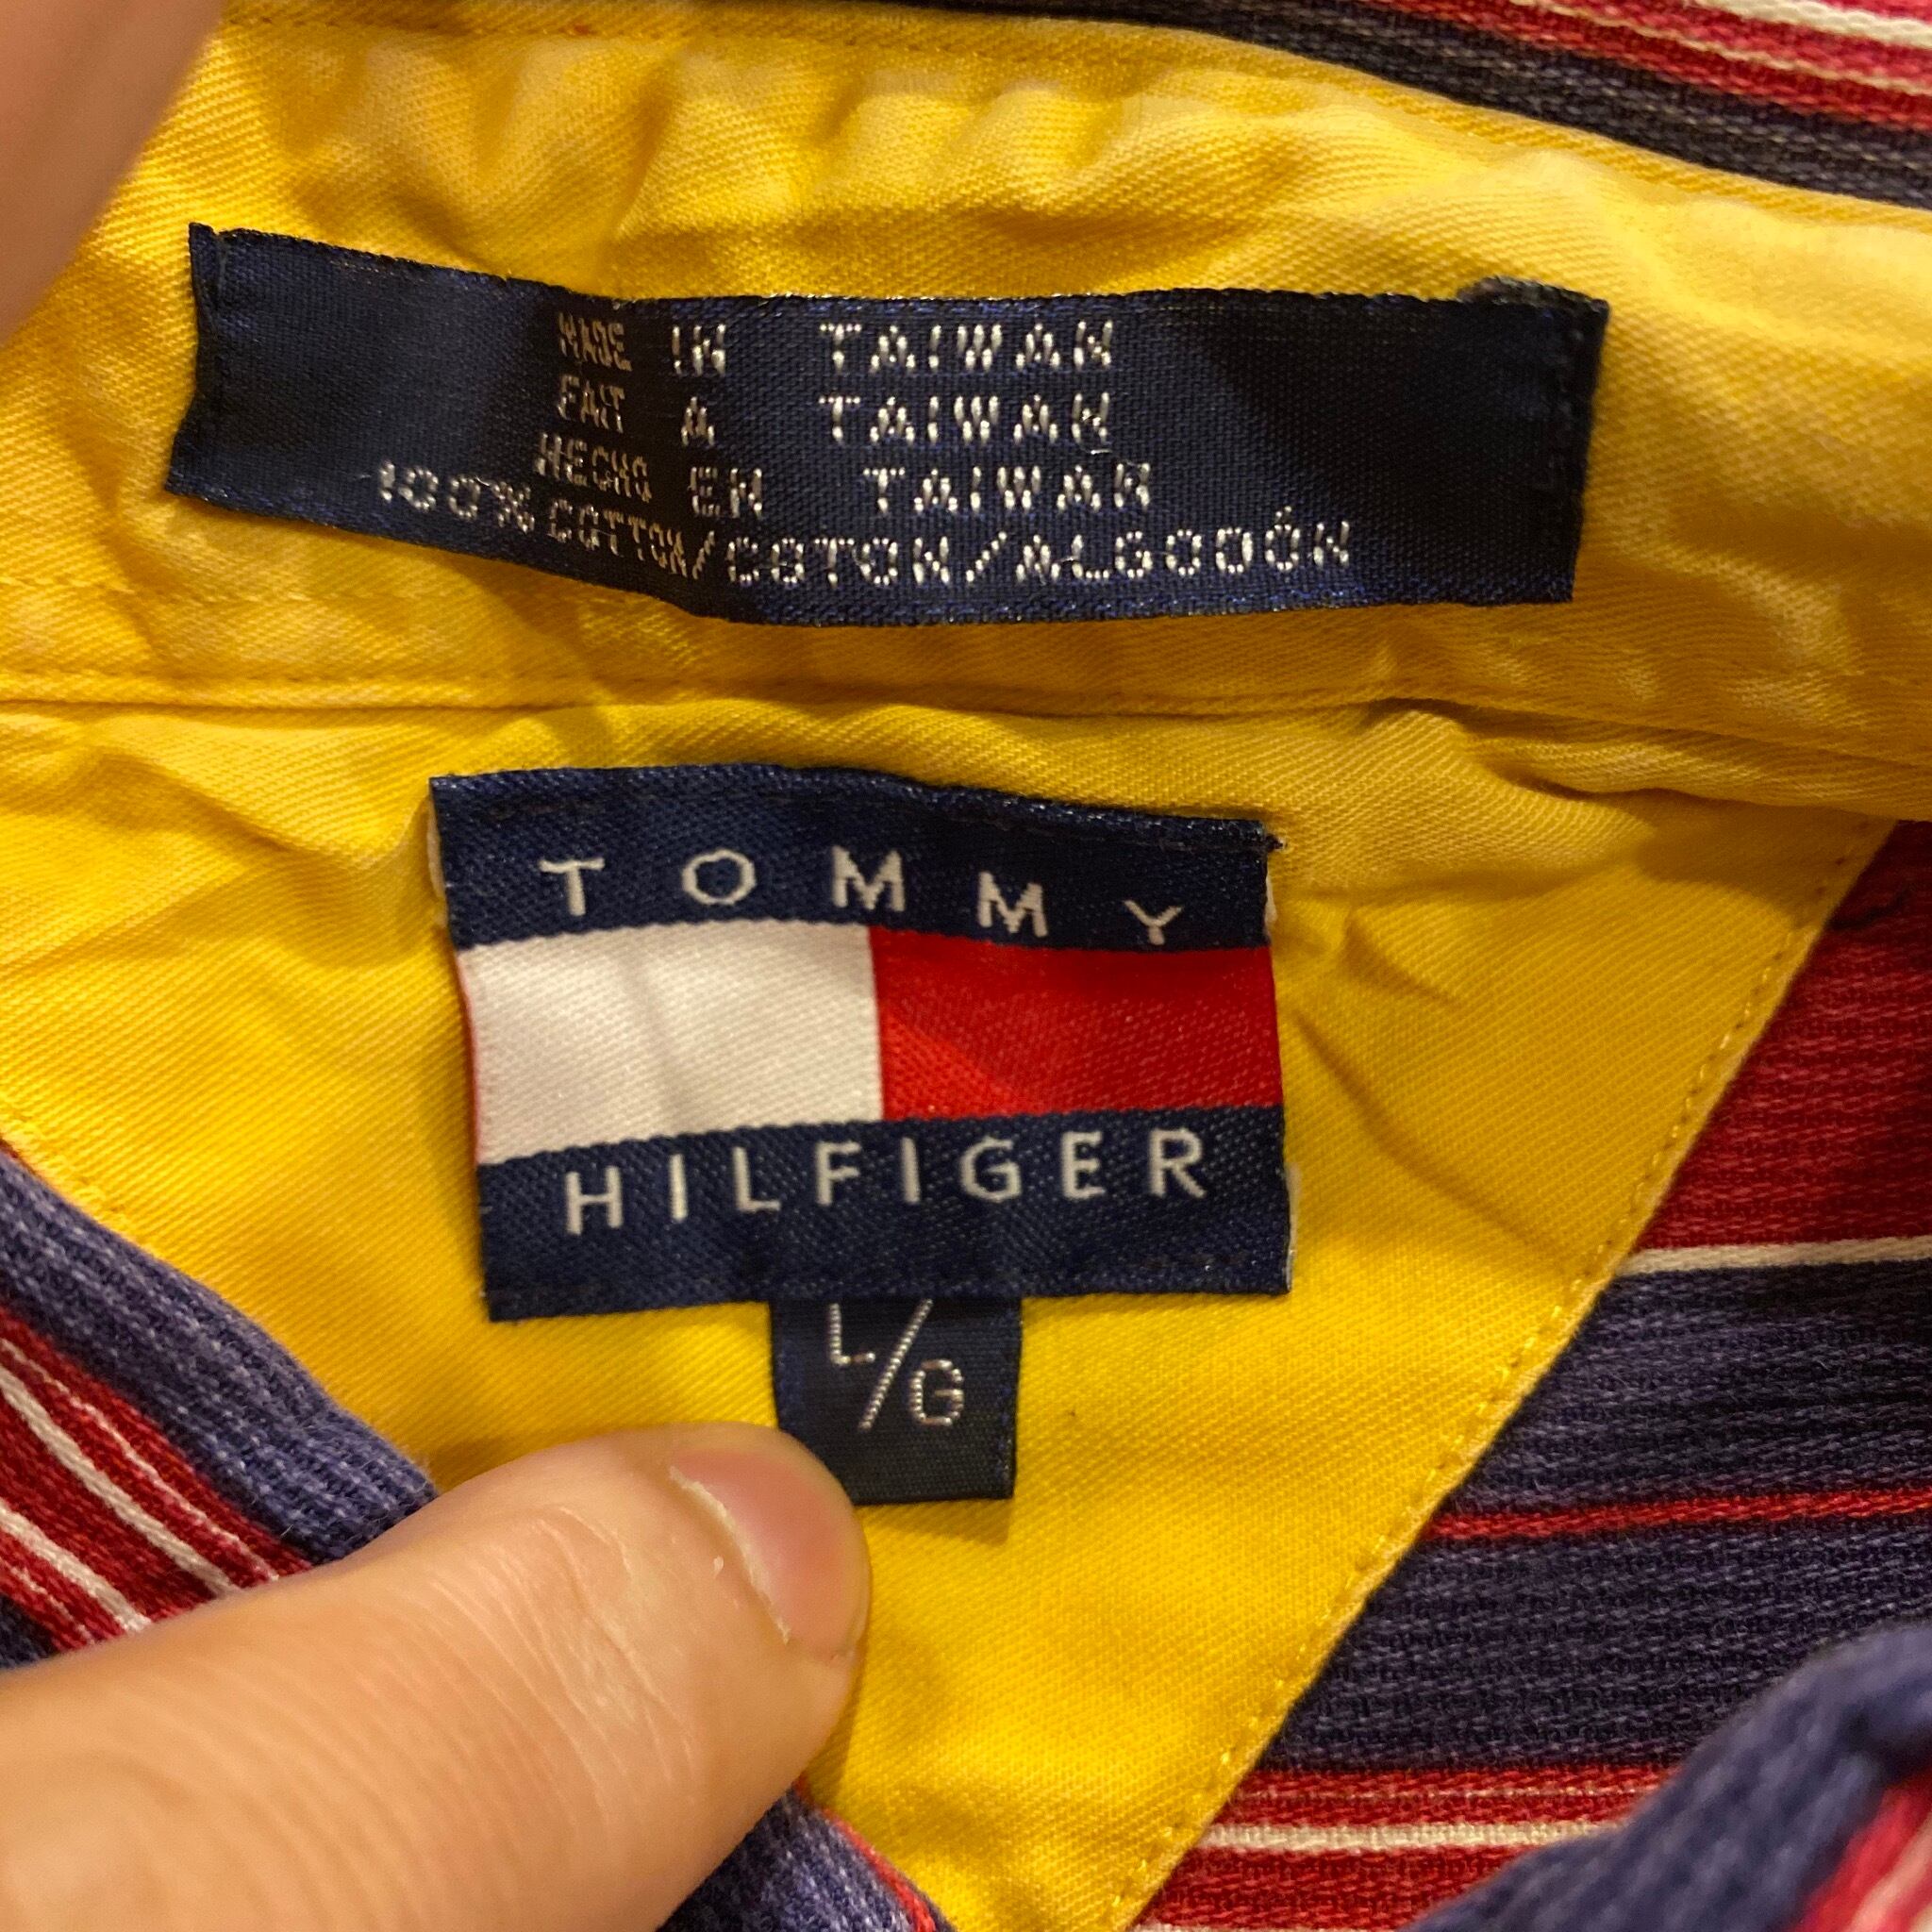 MADE IN TAIWAN
FAIT A TAIWAN
HECHO EN TAIWAN
100% COTTON/COTON/ALGODÓN
TOMMY
HILFIGER
L/G